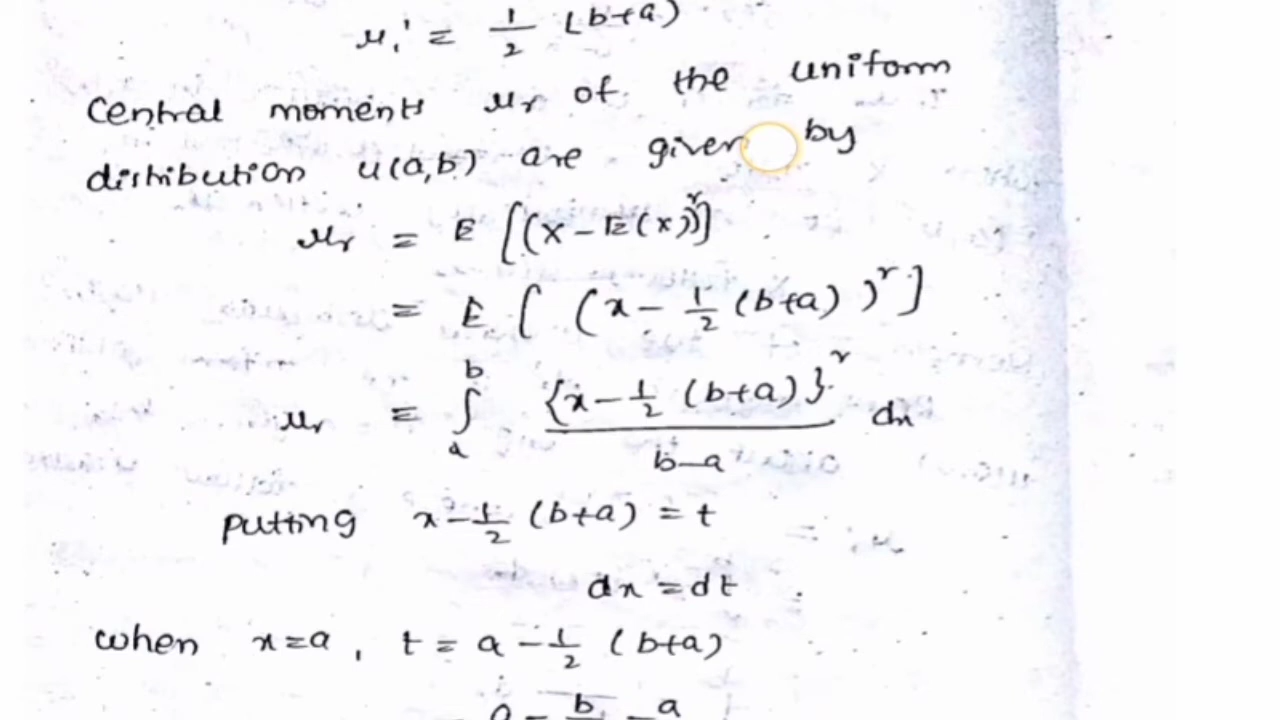 μ₁' = 1/2 (b+a)
Central moments μr of the uniform
distribution u(a,b) are given by
μr = E [(X - E(x))^r]
= E [ (x - 1/2 (b+a))^r ]
μr = ∫_a^b {x - 1/2 (b+a)}^r / b-a dx
putting x - 1/2 (b+a) = t
dx = dt
when x=a, t = a - 1/2 (b+a)
= a - b/ - a